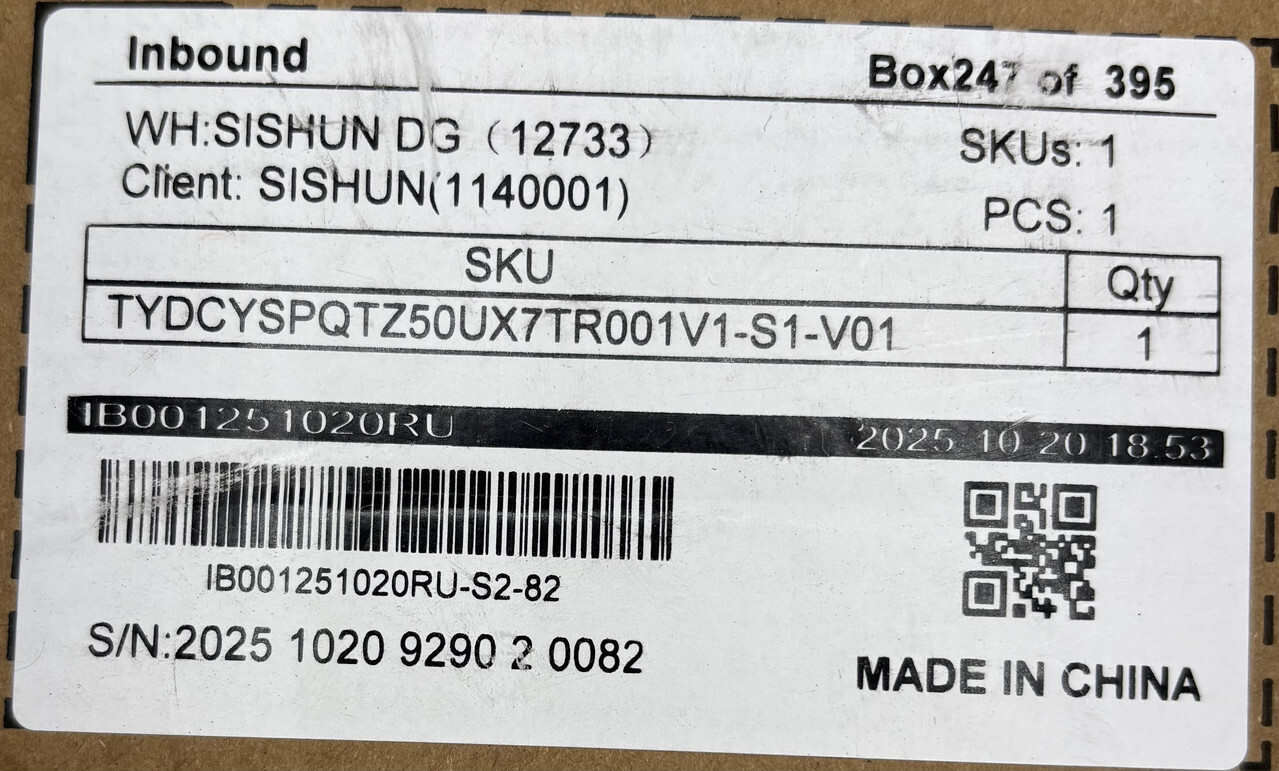 Inbound
Box247 of 395
WH:SISHUN DG (12733)
SKUs: 1
Client: SISHUN(1140001)
PCS: 1
SKU Qty
TYDCYSPQTZ50UX7TR001V1-S1-V01 1
IB001251020RU 2025 10 20 18:53
IB001251020RU-S2-82
S/N:2025 1020 9290 2 0082
MADE IN CHINA